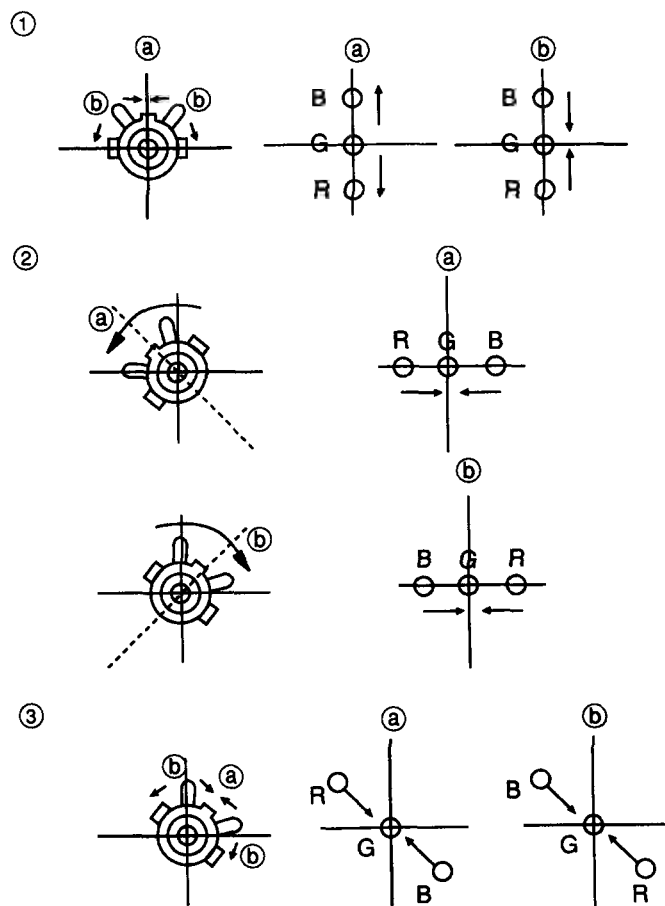 ①
ⓐ ⓐ ⓑ
ⓑ ⓑ B B
G G
R R
②
ⓐ
ⓐ
R G B
ⓑ
ⓑ
B G R
③
ⓐ ⓑ
ⓑ ⓐ
R B
G G
ⓑ B R